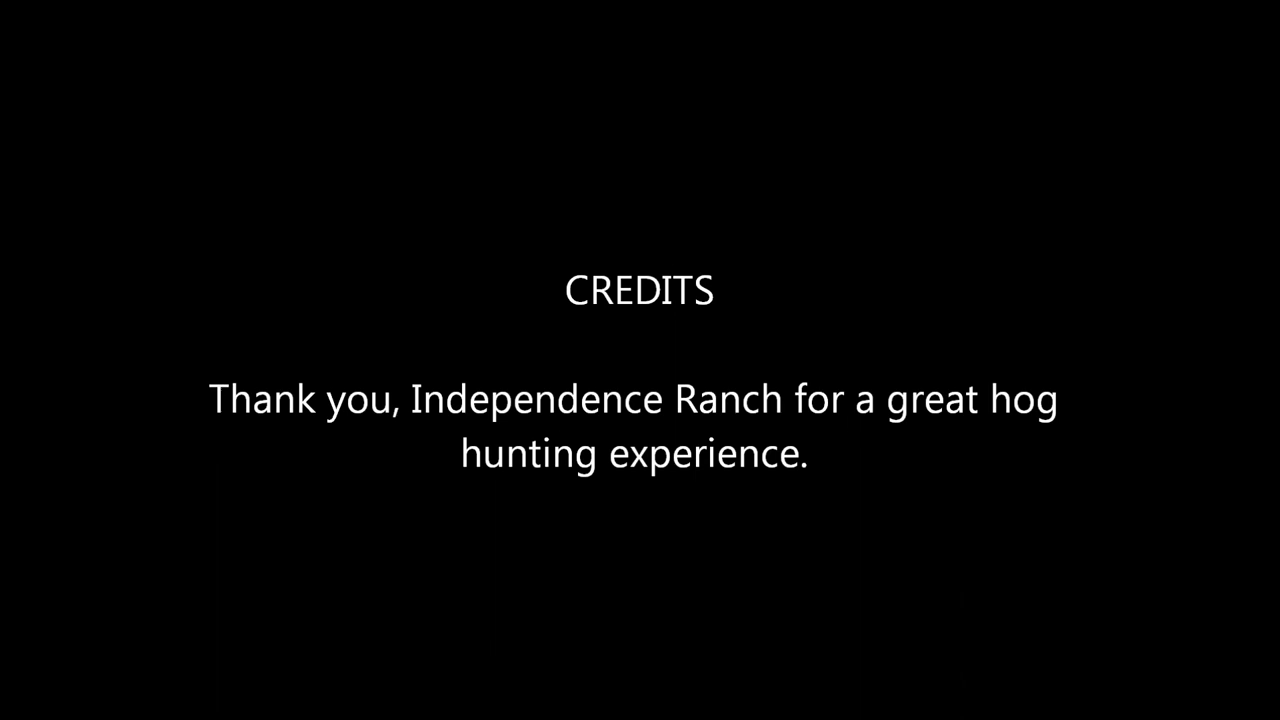 CREDITS
Thank you, Independence Ranch for a great hog
hunting experience.